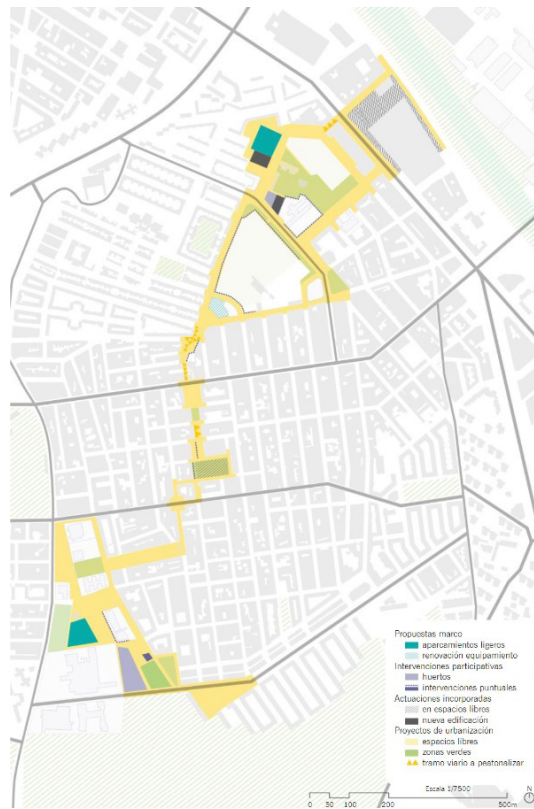 Propuestas marco
aparcamientos ligeros
renovación equipamiento
Intervenciones participativas
huertos
intervenciones puntuales
Actuaciones incorporadas
en espacios libres
nueva edificación
Proyectos de urbanización
espacios libres
zonas verdes
tramo viario a peatonalizar
Escala 1/7500
N
0 50 100 200 500m